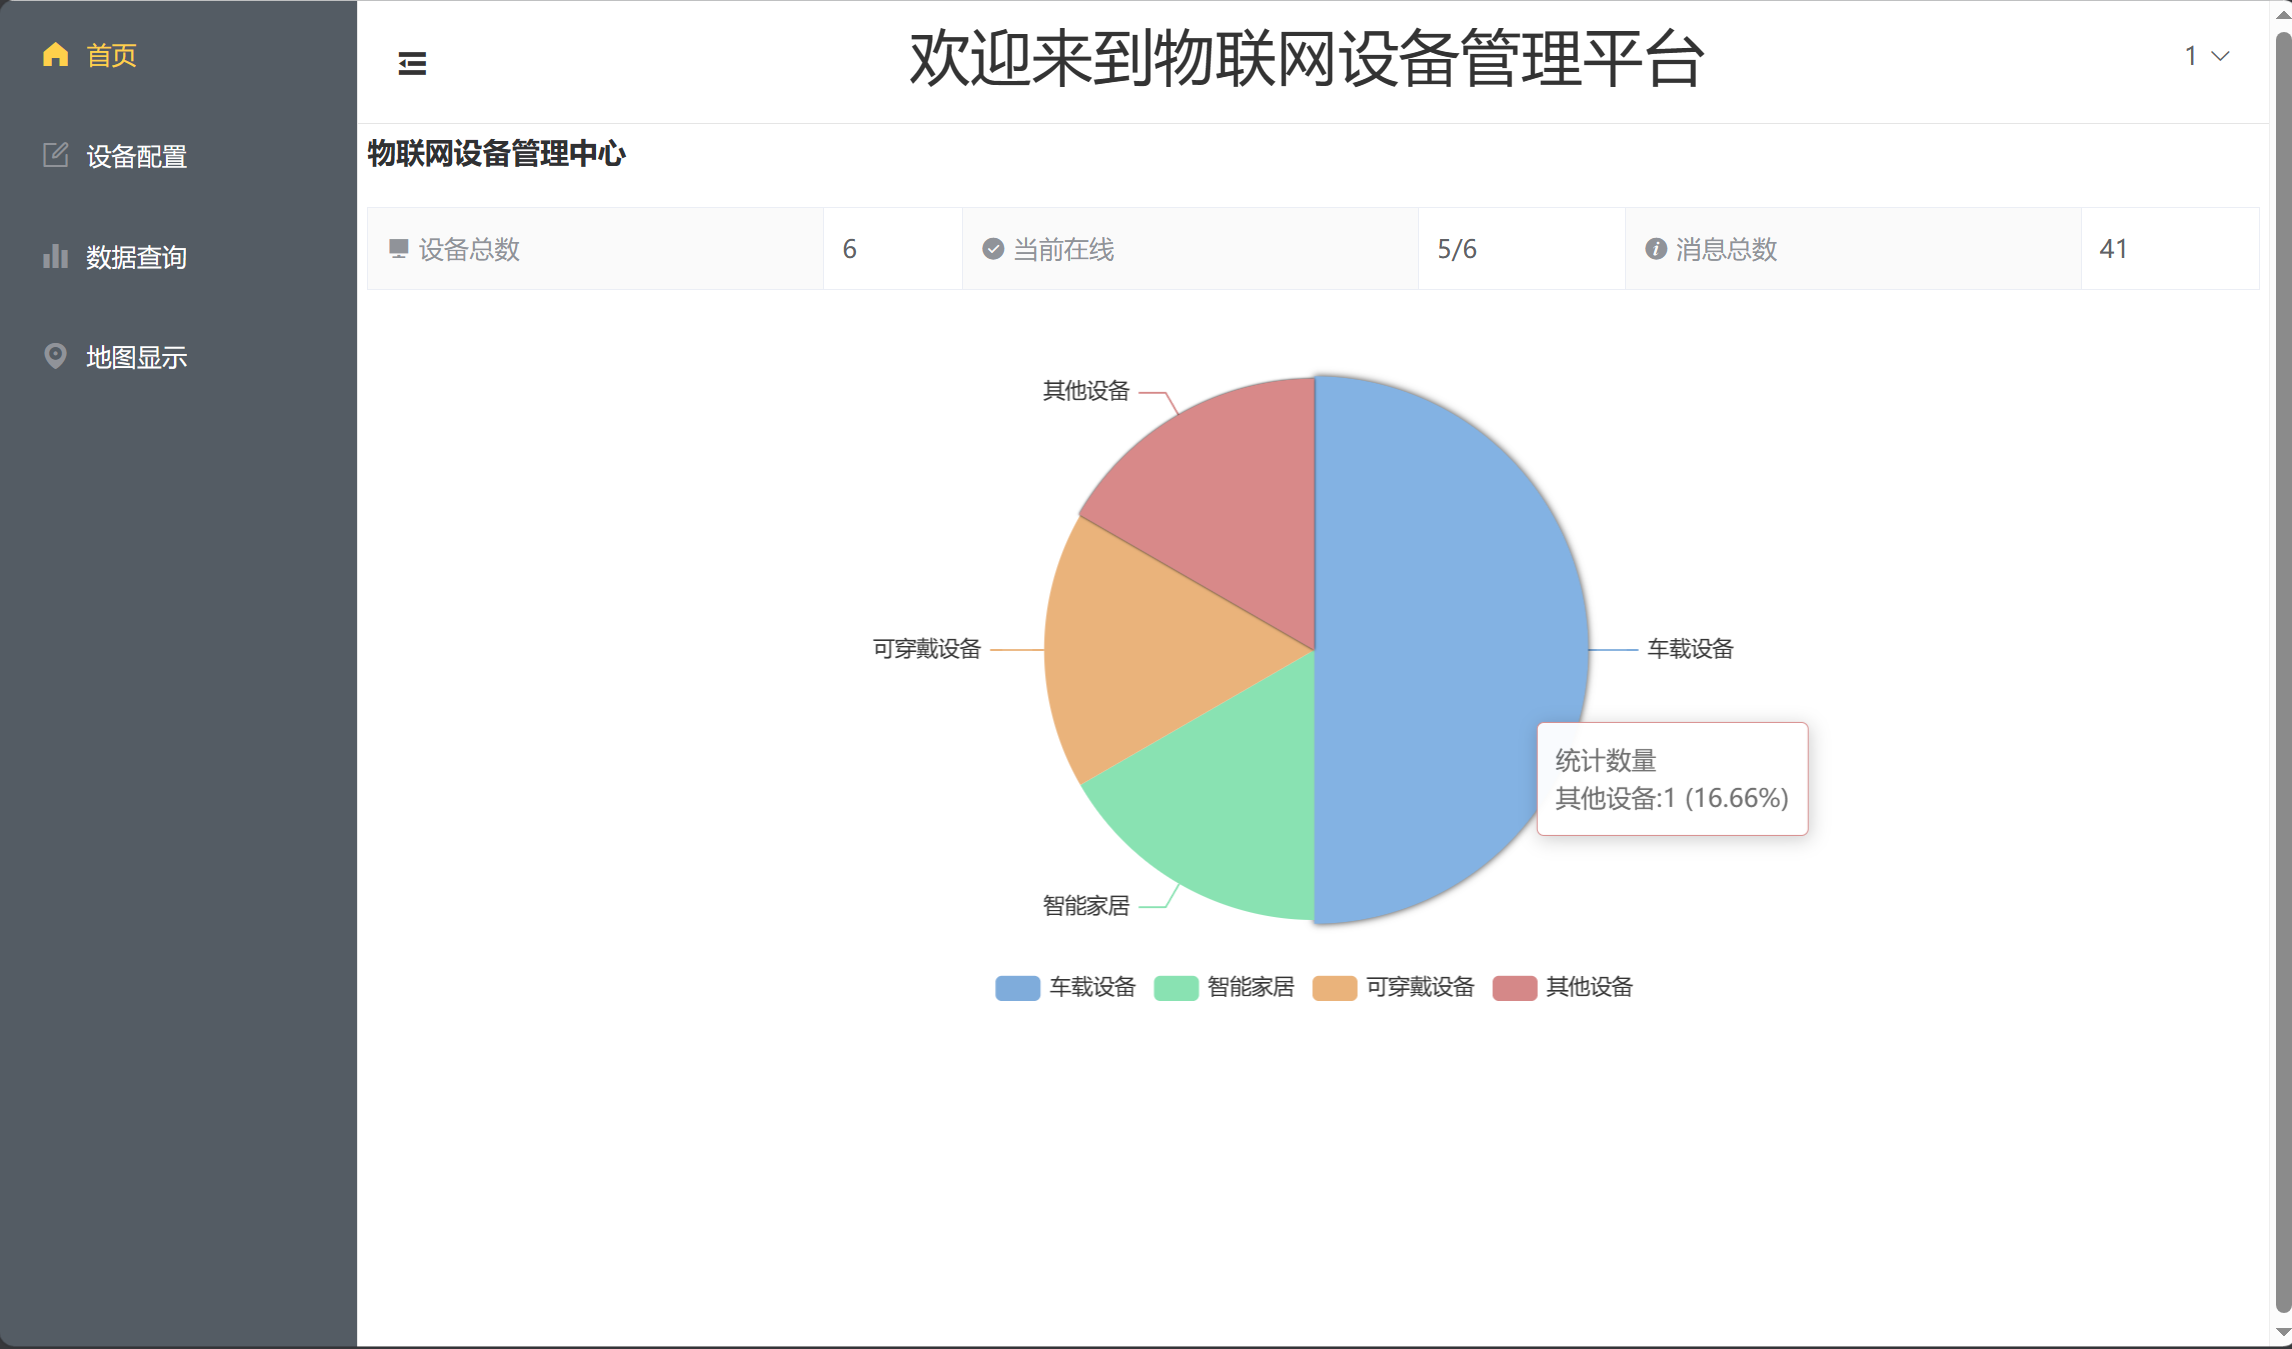 首页
设备配置
数据查询
地图显示
欢迎来到物联网设备管理平台
1
物联网设备管理中心
设备总数 6 当前在线 5/6 消息总数 41
其他设备
可穿戴设备
车载设备
统计数量
其他设备:1 (16.66%)
智能家居
车载设备 智能家居 可穿戴设备 其他设备